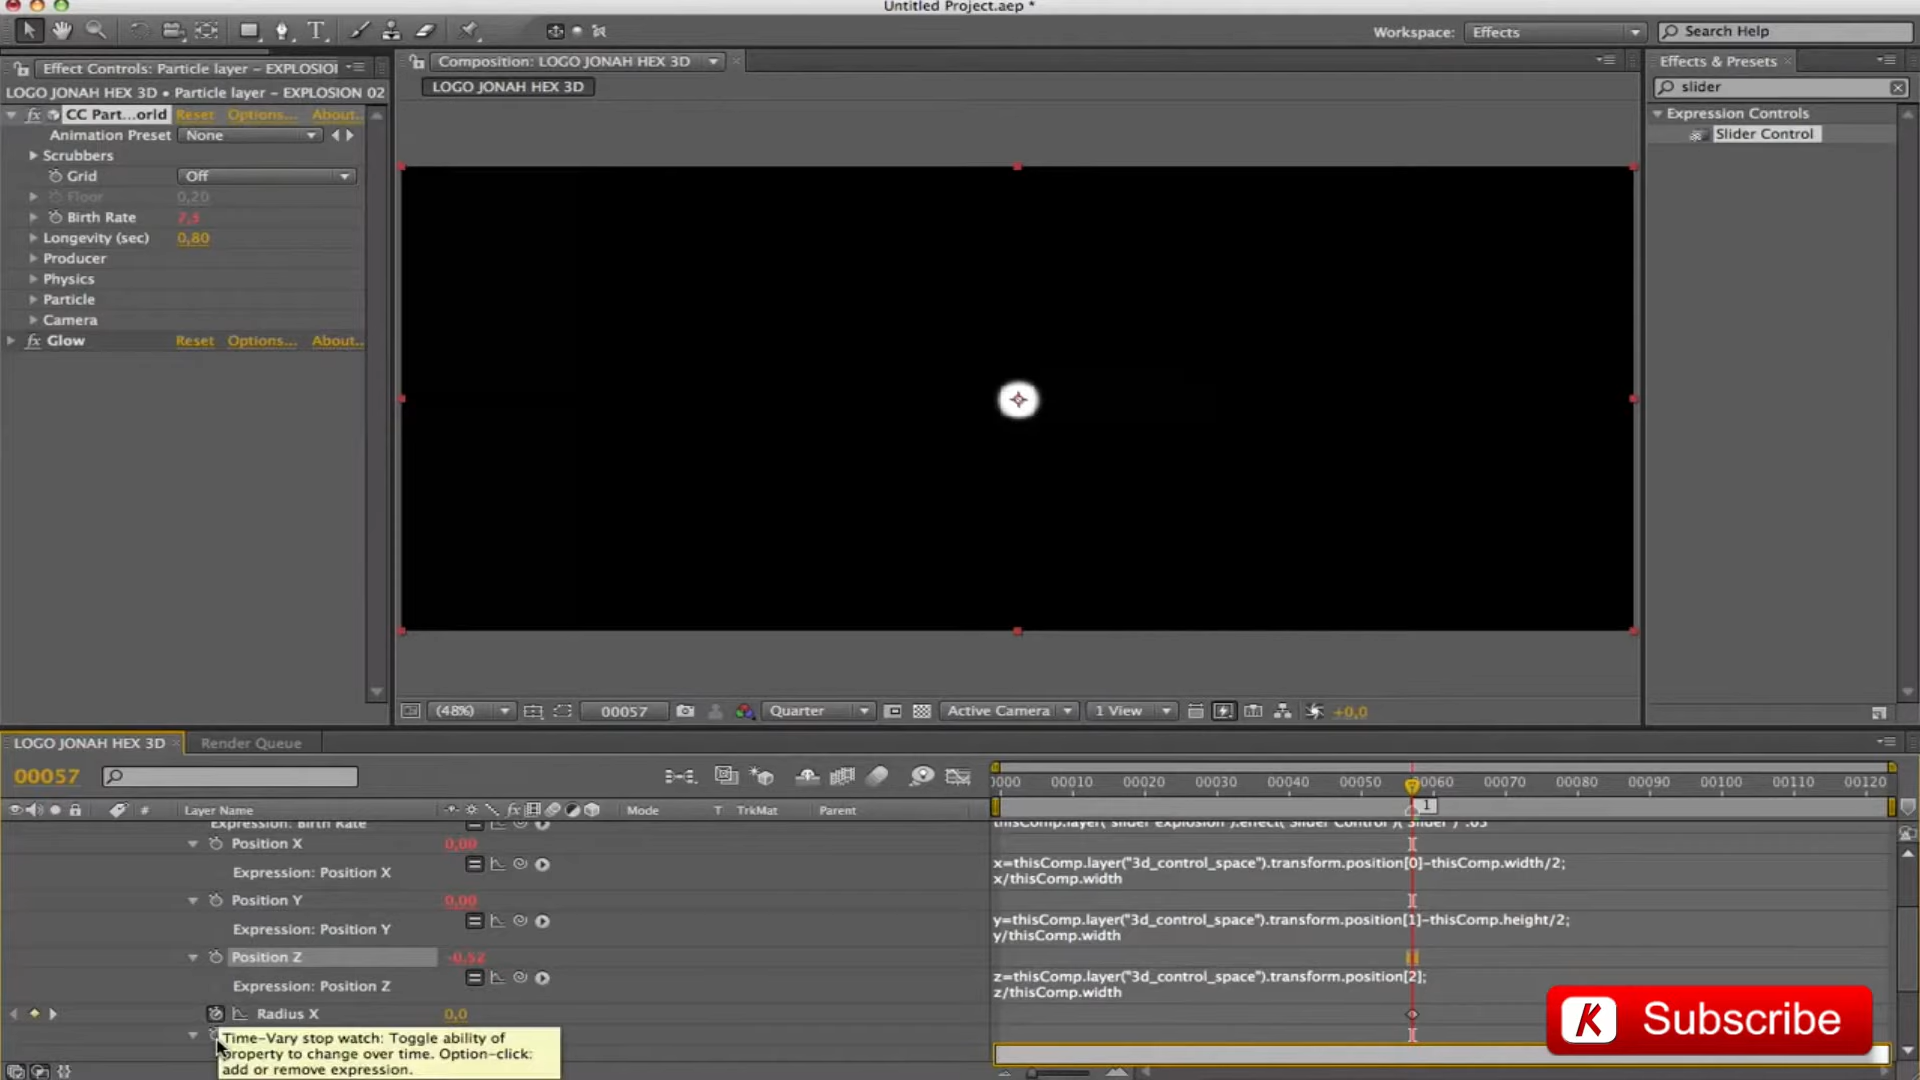 Untitled Project.aep *
Workspace: Effects
Search Help
Effect Controls: Particle layer – EXPLOSIO
LOGO JONAH HEX 3D • Particle layer – EXPLOSION 02
fx CC Part...orld Reset Options... About..
Animation Preset None
Scrubbers
Grid Off
Floor 0,20
Birth Rate 7,3
Longevity (sec) 0,80
Producer
Physics
Particle
Camera
fx Glow Reset Options... About..
Composition: LOGO JONAH HEX 3D
LOGO JONAH HEX 3D
Effects & Presets
slider
Expression Controls
Slider Control
(48%) 00057 Quarter Active Camera 1 View +0,0
LOGO JONAH HEX 3D Render Queue
00057
0000 00010 00020 00030 00040 00050 00060 00070 00080 00090 00100 00110 00120
1
# Layer Name fx Mode T TrkMat Parent
Expression: Birth Rate
thisComp.layer("slider explosion").effect("Slider Control")("Slider")*.05
Position X 0,00
Expression: Position X
x=thisComp.layer("3d_control_space").transform.position[0]-thisComp.width/2;
x/thisComp.width
Position Y 0,00
Expression: Position Y
y=thisComp.layer("3d_control_space").transform.position[1]-thisComp.height/2;
y/thisComp.width
Position Z -0,52
Expression: Position Z
z=thisComp.layer("3d_control_space").transform.position[2];
z/thisComp.width
Radius X 0,0
Time-Vary stop watch: Toggle ability of
property to change over time. Option-click:
add or remove expression.
K Subscribe